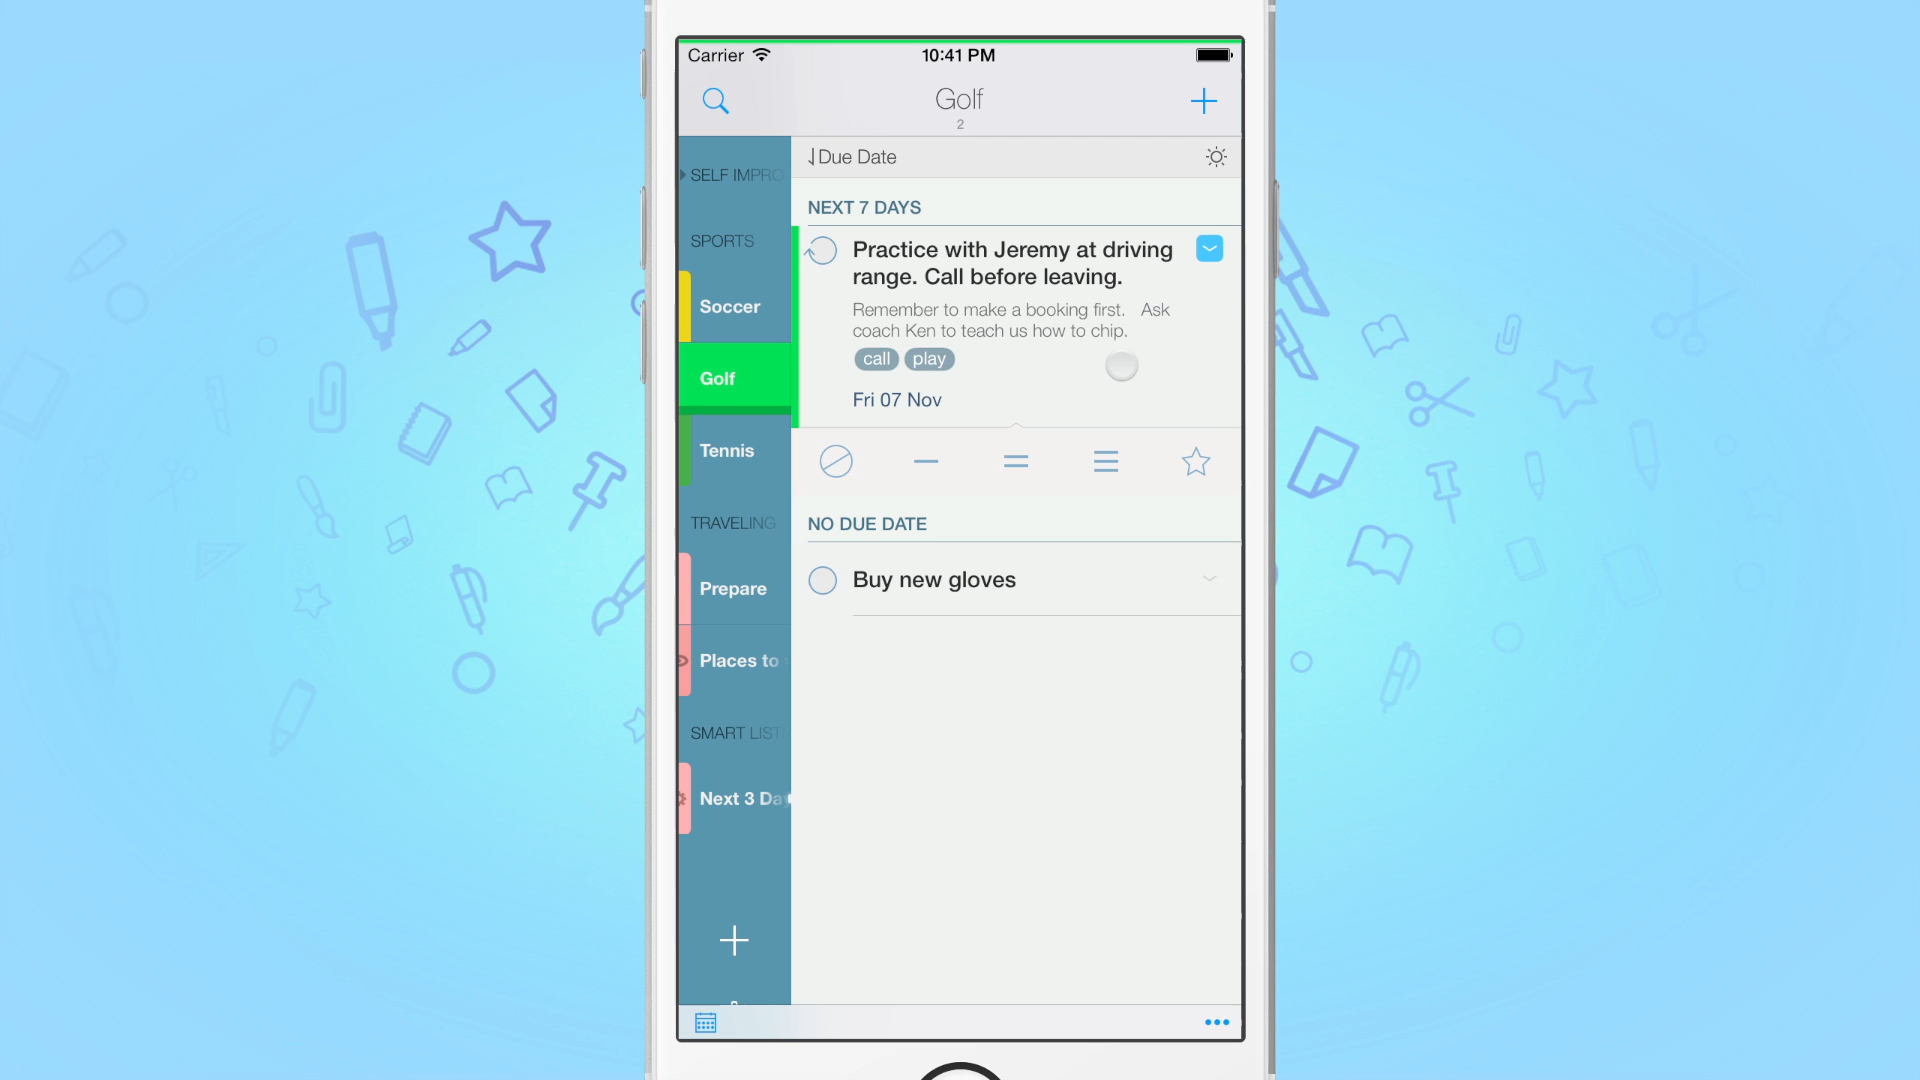 Carrier
10:41 PM
Golf
2
SELF IMPRO
SPORTS
Soccer
Golf
Tennis
TRAVELING
Prepare
Places to
SMART LIST
Next 3 Day
Due Date
NEXT 7 DAYS
Practice with Jeremy at driving
range. Call before leaving.
Remember to make a booking first. Ask
coach Ken to teach us how to chip.
call play
Fri 07 Nov
NO DUE DATE
Buy new gloves